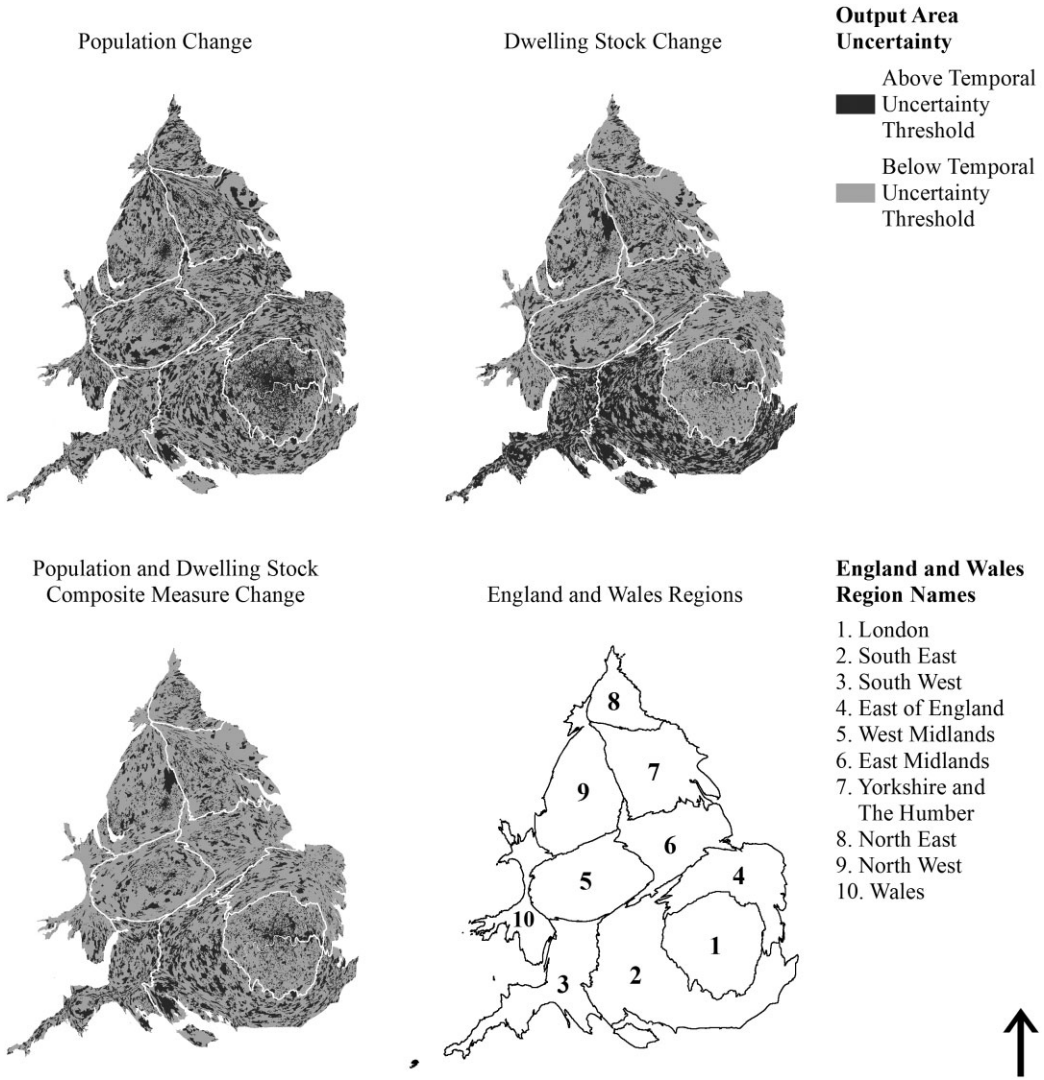 Population Change
Dwelling Stock Change
Output Area
Uncertainty
Above Temporal
Uncertainty
Threshold
Below Temporal
Uncertainty
Threshold
Population and Dwelling Stock
Composite Measure Change
England and Wales Regions
8
7
9
6
5
4
10
1
3
2
England and Wales
Region Names
1. London
2. South East
3. South West
4. East of England
5. West Midlands
6. East Midlands
7. Yorkshire and
The Humber
8. North East
9. North West
10. Wales